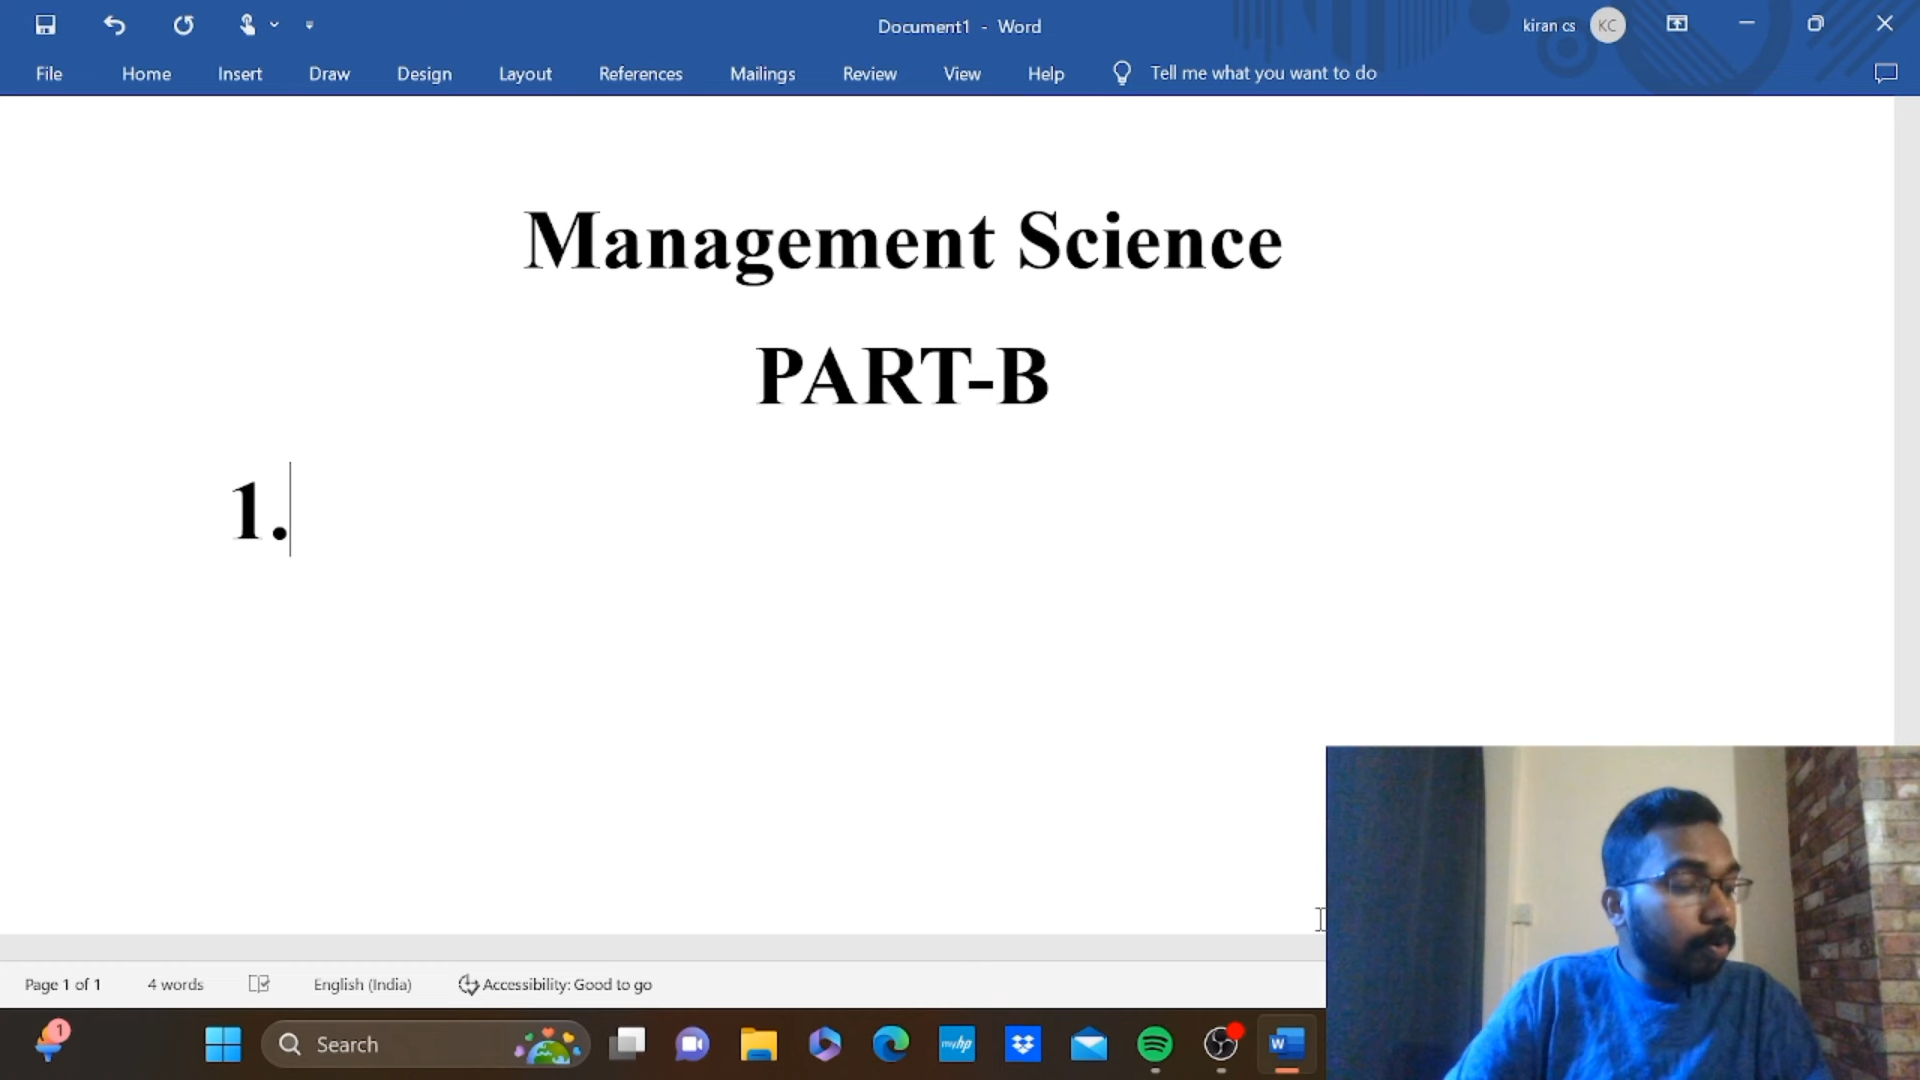 Document1 - Word
kiran cs KC
File Home Insert Draw Design Layout References Mailings Review View Help Tell me what you want to do
Management Science
PART-B
1.
Page 1 of 1 4 words English (India) Accessibility: Good to go
1 Search myhp W